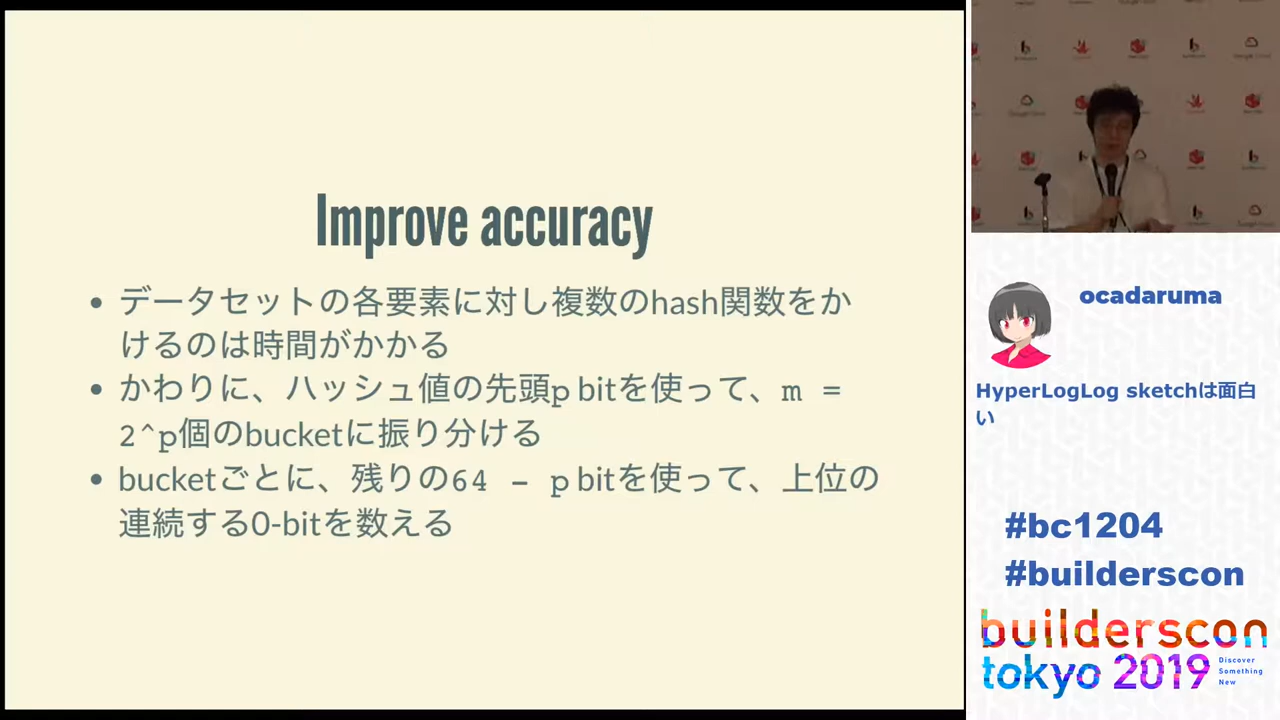 Improve accuracy
データセットの各要素に対し複数のhash関数をか
けるのは時間がかかる
かわりに、ハッシュ値の先頭p bitを使って、m =
2^p個のbucketに振り分ける
bucketごとに、残りの64 - p bitを使って、上位の
連続する0-bitを数える
ocadaruma
HyperLogLog sketchは面白
い
#bc1204
#builderscon
builderscon
tokyo 2019
Discover
Something
New